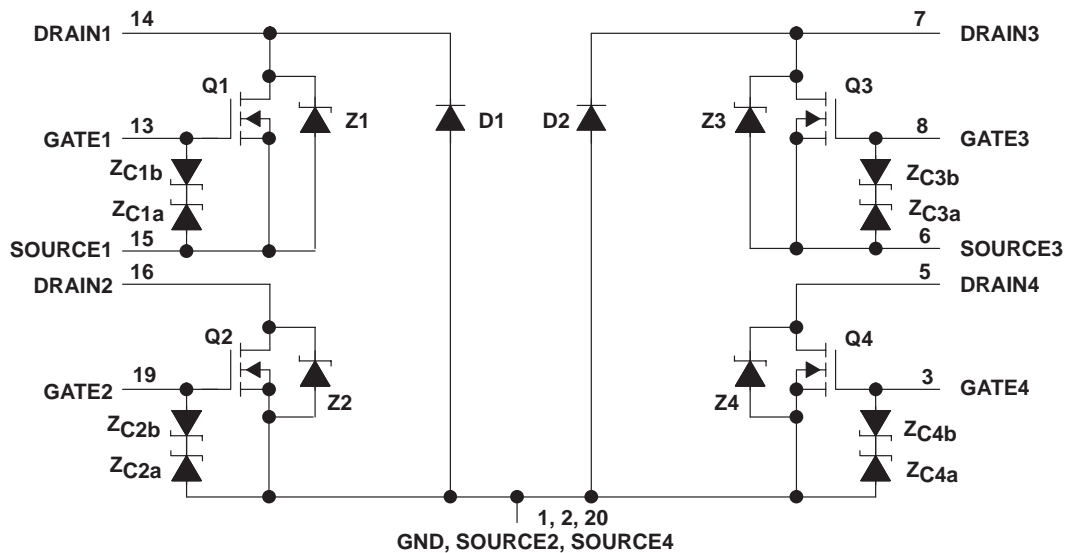 14
7
DRAIN1
DRAIN3
Q1
Q3
13
Z1
D1
D2
Z3
8
GATE1
GATE3
ZC1b
ZC3b
ZC1a
ZC3a
15
6
SOURCE1
SOURCE3
16
5
DRAIN2
DRAIN4
Q2
Q4
19
3
GATE2
Z2
Z4
GATE4
ZC2b
ZC4b
ZC2a
ZC4a
1, 2, 20
GND, SOURCE2, SOURCE4